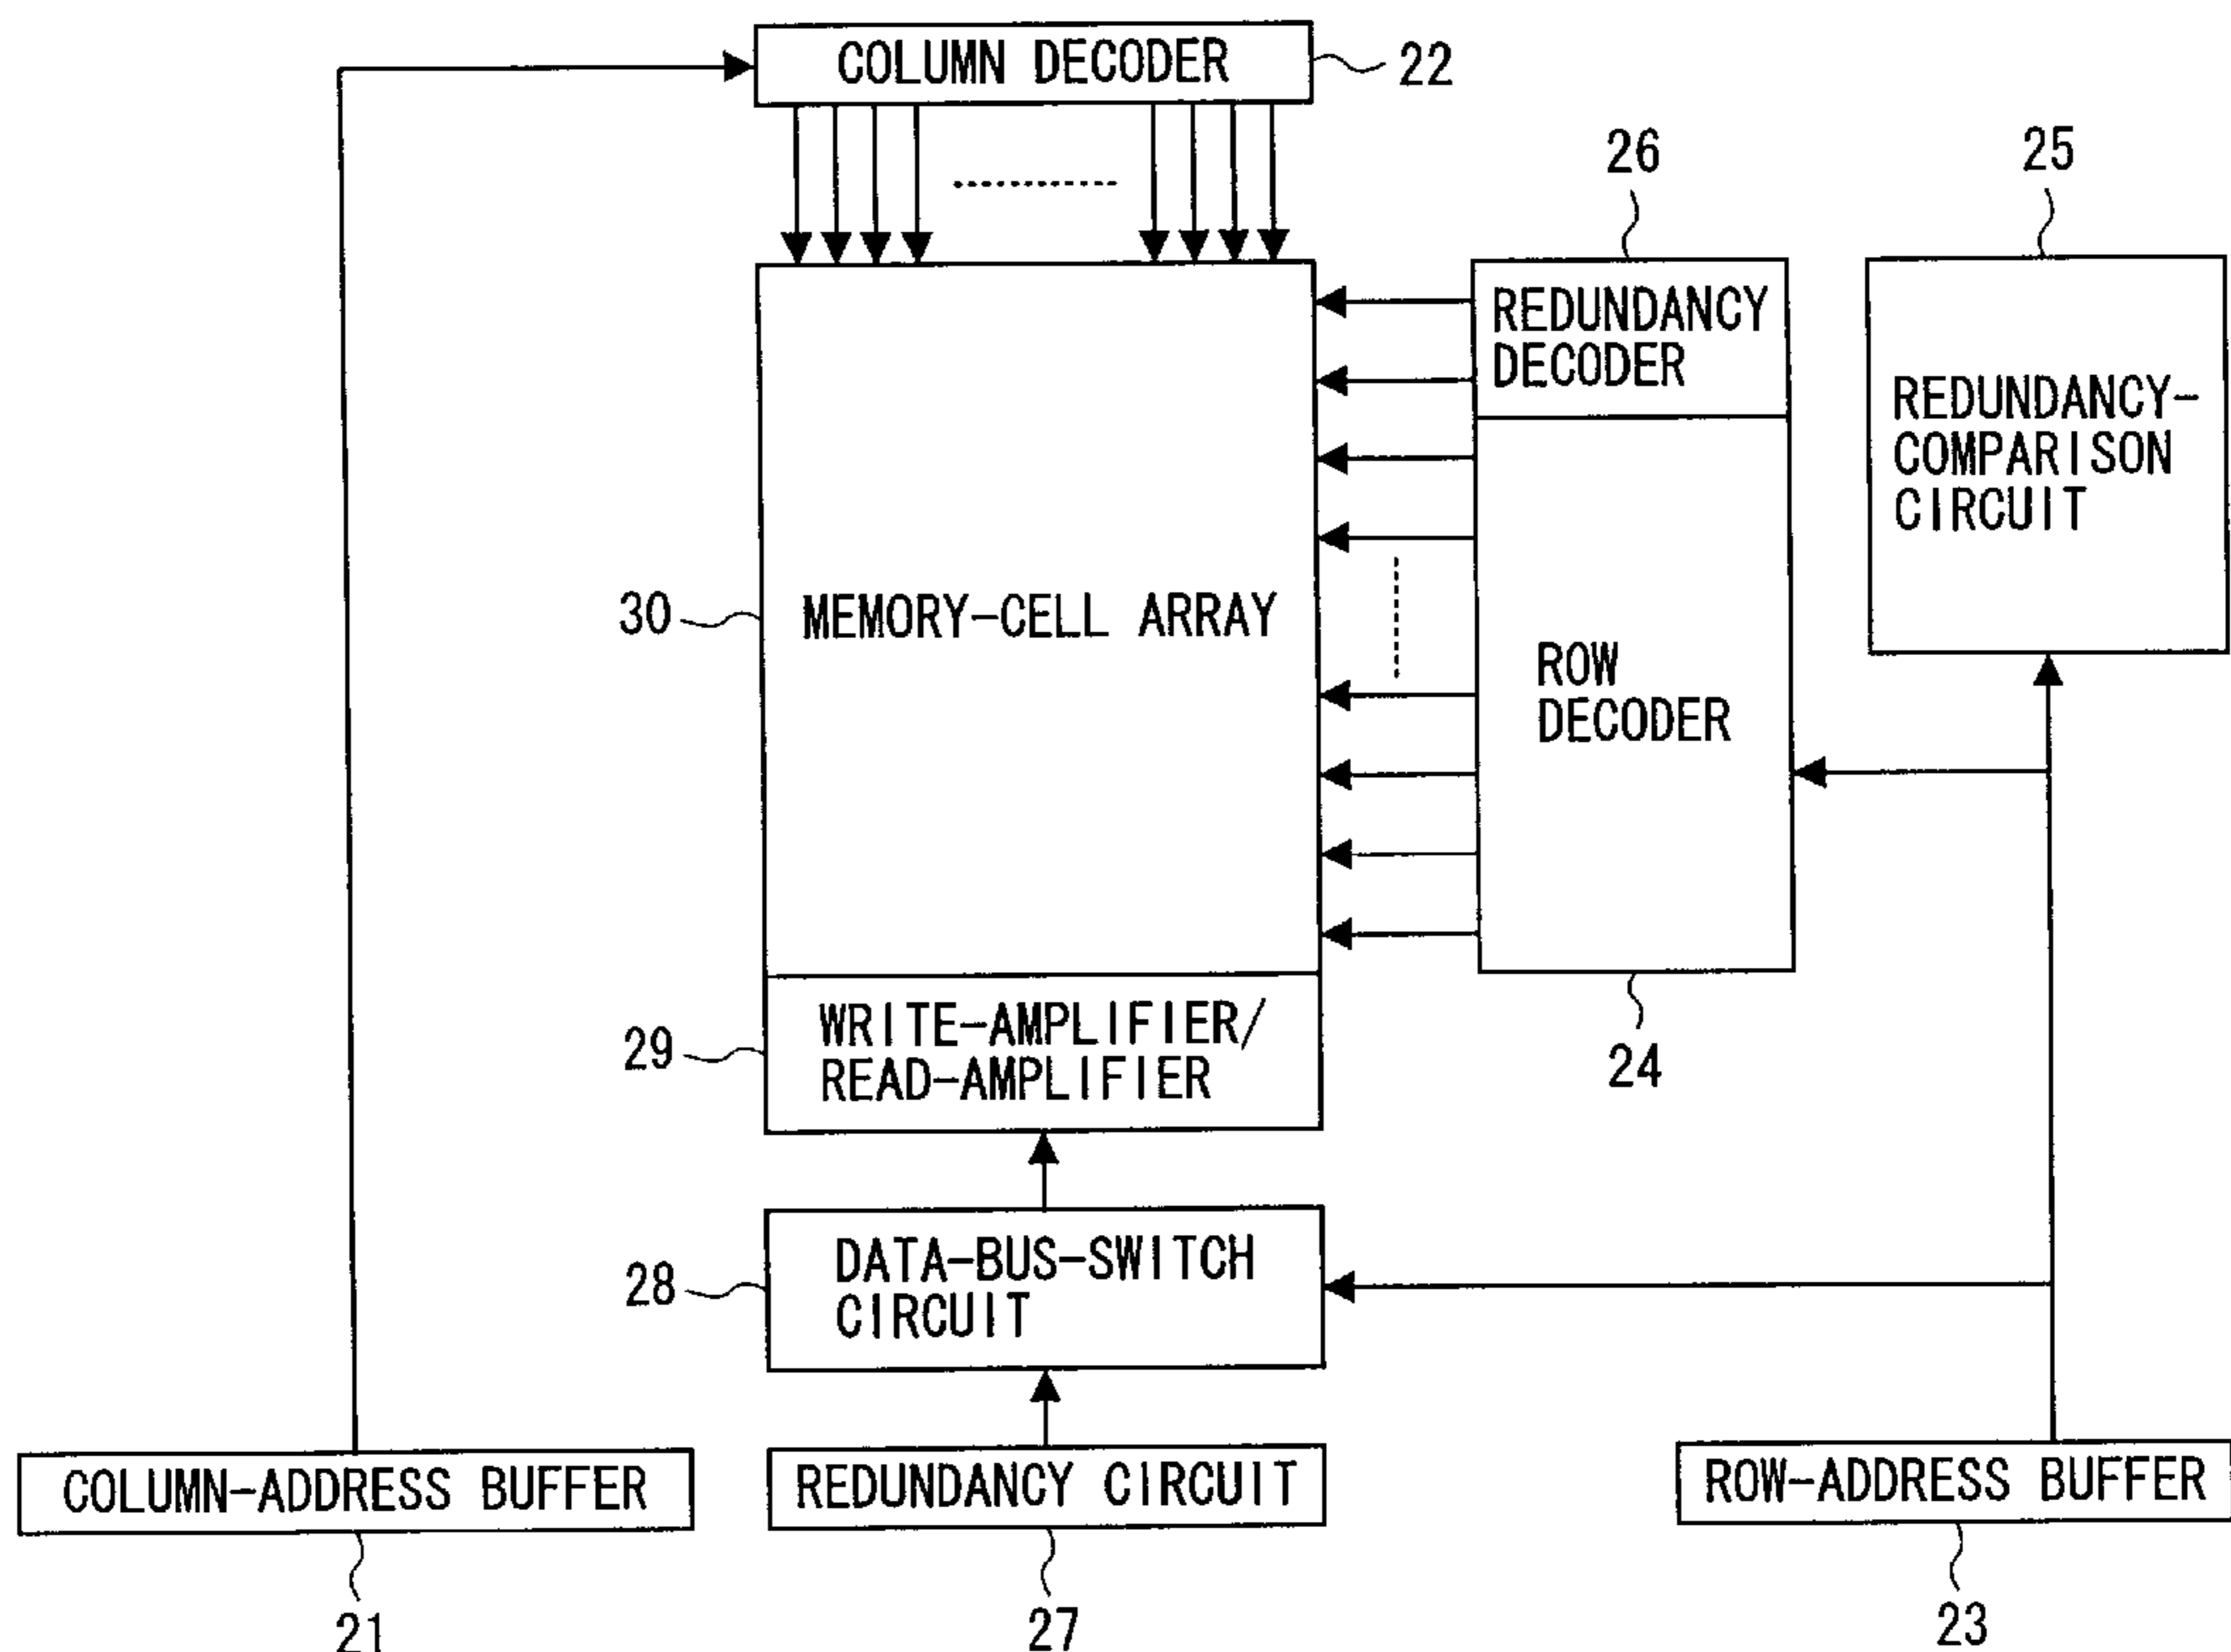 COLUMN DECODER
22
26
25
REDUNDANCY
DECODER
REDUNDANCY-
COMPARISON
CIRCUIT
30
MEMORY-CELL ARRAY
ROW
DECODER
29
WRITE-AMPLIFIER/
READ-AMPLIFIER
24
28
DATA-BUS-SWITCH
CIRCUIT
COLUMN-ADDRESS BUFFER
REDUNDANCY CIRCUIT
ROW-ADDRESS BUFFER
21
27
23